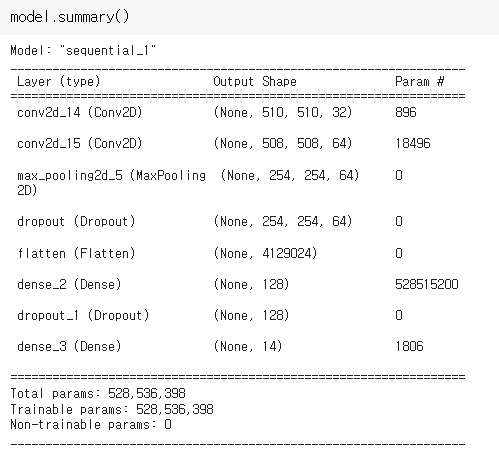 model.summary()
Model: "sequential_1"
_________________________________________________________________
Layer (type) Output Shape Param #
=================================================================
conv2d_14 (Conv2D) (None, 510, 510, 32) 896
conv2d_15 (Conv2D) (None, 508, 508, 64) 18496
max_pooling2d_5 (MaxPooling (None, 254, 254, 64) 0
2D)
dropout (Dropout) (None, 254, 254, 64) 0
flatten (Flatten) (None, 4129024) 0
dense_2 (Dense) (None, 128) 528515200
dropout_1 (Dropout) (None, 128) 0
dense_3 (Dense) (None, 14) 1806
=================================================================
Total params: 528,536,398
Trainable params: 528,536,398
Non-trainable params: 0
_________________________________________________________________